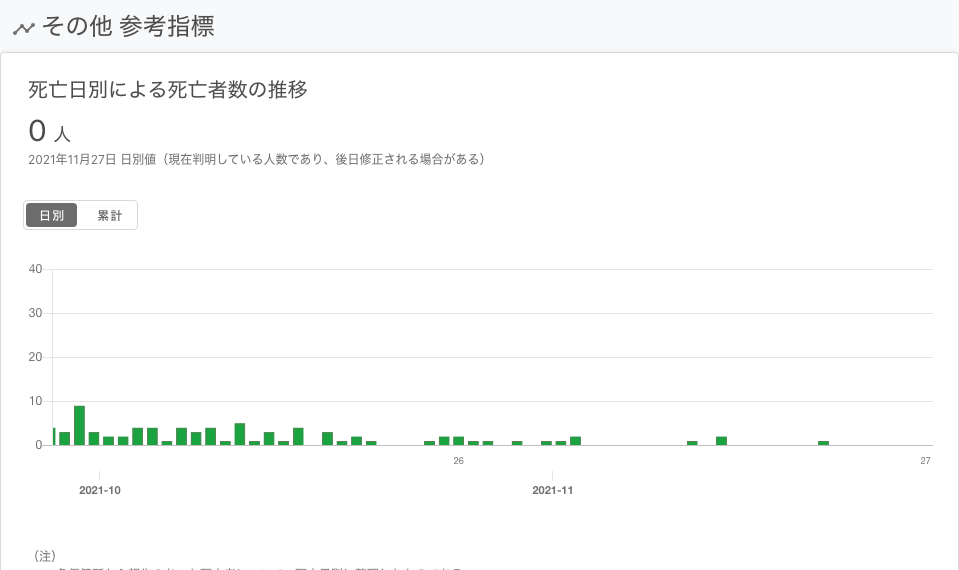 その他 参考指標
死亡日別による死亡者数の推移
0 人
2021年11月27日 日別値（現在判明している人数であり、後日修正される場合がある）
日別 累計
40
30
20
10
0
26 27
2021-10 2021-11
（注）